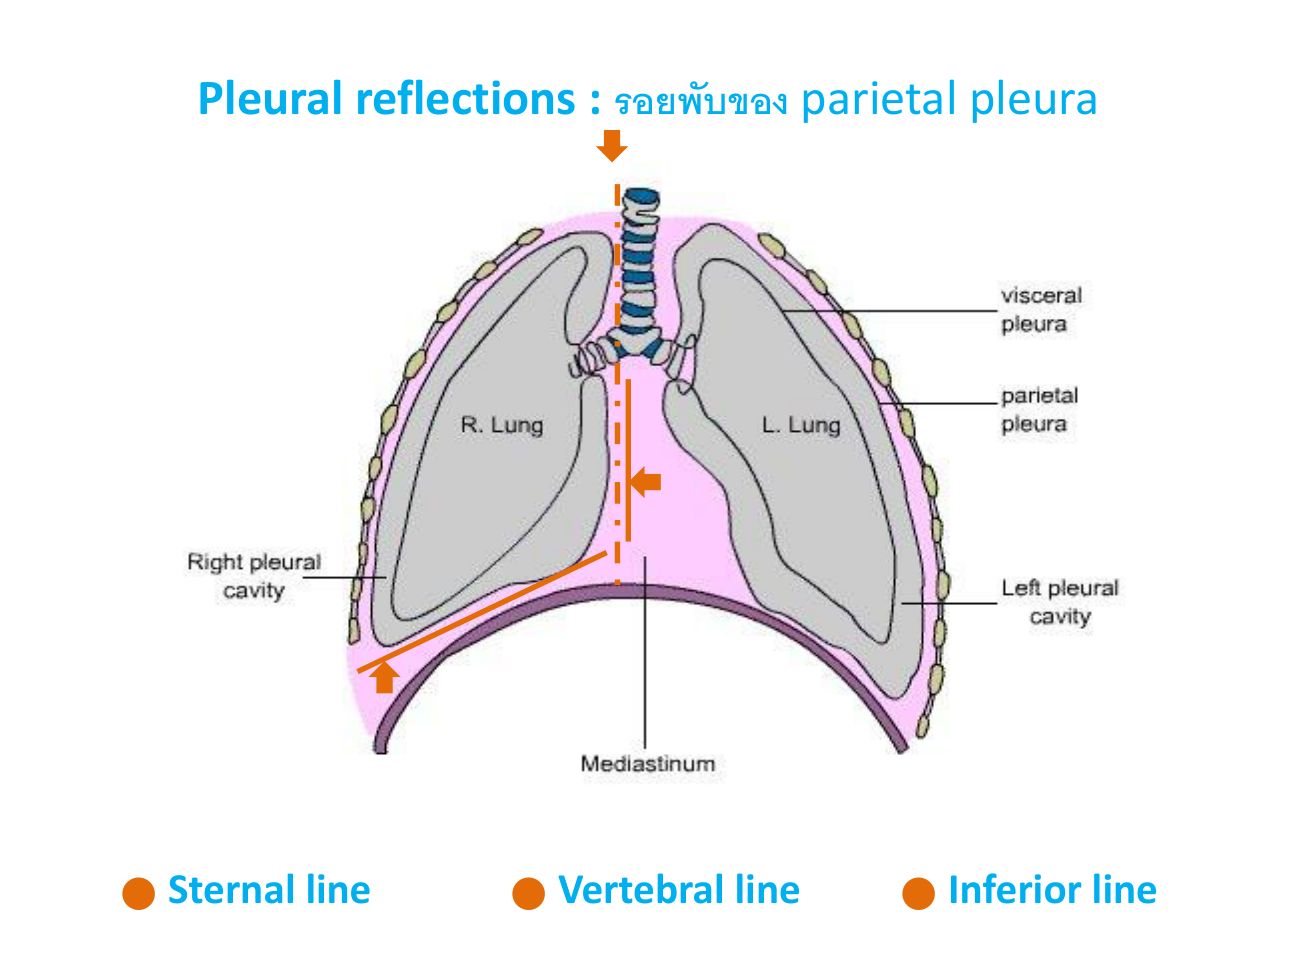 Pleural reflections : รอยพับของ parietal pleura
visceral
pleura
parietal
pleura
R. Lung
L. Lung
Right pleural
cavity
Left pleural
cavity
Mediastinum
Sternal line
Vertebral line
Inferior line